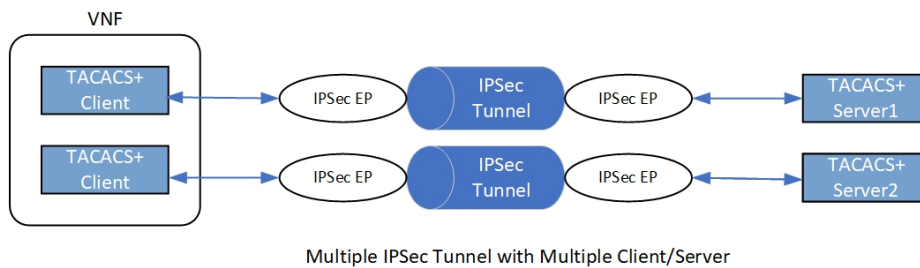 VNF
TACACS+
Client
IPSec EP
IPSec
Tunnel
IPSec EP
TACACS+
Server1
TACACS+
Client
IPSec EP
IPSec
Tunnel
IPSec EP
TACACS+
Server2
Multiple IPSec Tunnel with Multiple Client/Server